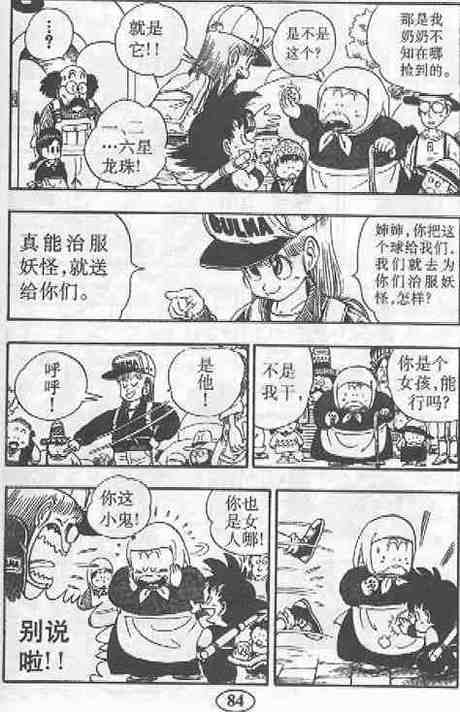 那是我
奶奶不
知在哪
捡到的。
是不是
这个?
就是
它!!
一、二
…六星
龙珠!
…?
姉姉,你把这
个球给我们,
我们就去为
你们治服妖
怪,怎样?
BULMA
真能治服
妖怪,就送
给你们。
你是个
女孩,能
行吗?
不是
我干,
是
他!
BULMA
呼
呼!
你也
是女
人哪!
你这
小鬼!
别说
啦!!
84